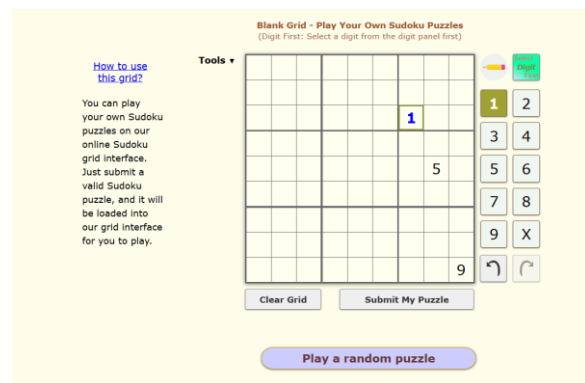 Blank Grid - Play Your Own Sudoku Puzzles
(Digit First: Select a digit from the digit panel first)
How to use
this grid?
Tools ▾
You can play
your own Sudoku
puzzles on our
online Sudoku
grid interface.
Just submit a
valid Sudoku
puzzle, and it will
be loaded into
our grid interface
for you to play.
1
5
9
Digit
1 2
3 4
5 6
7 8
9 X
Clear Grid
Submit My Puzzle
Play a random puzzle